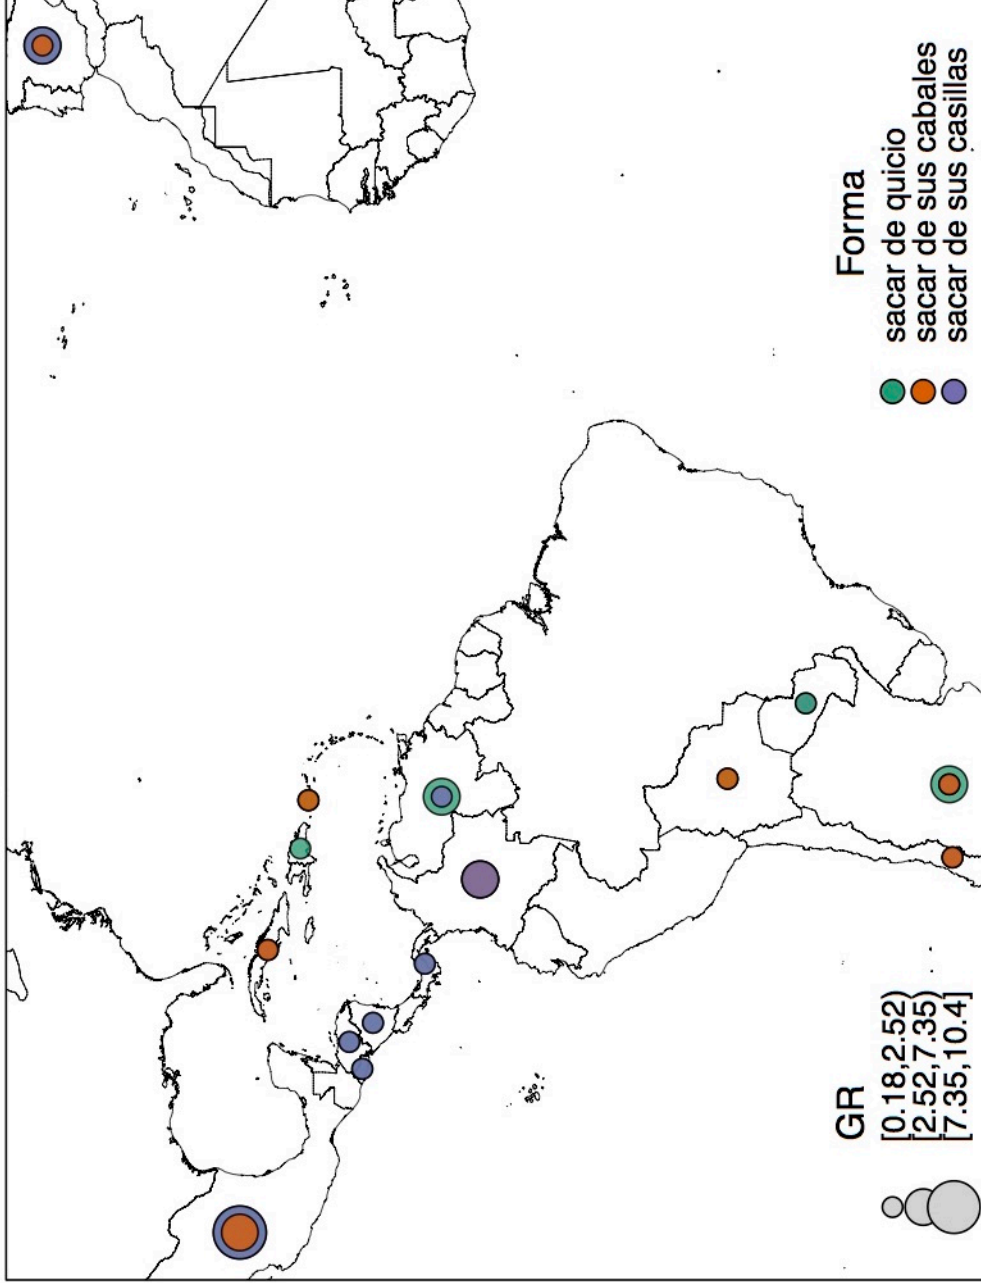 GR
[0.18,2.52)
[2.52,7.35)
[7.35,10.4]
Forma
sacar de quicio
sacar de sus cabales
sacar de sus casillas